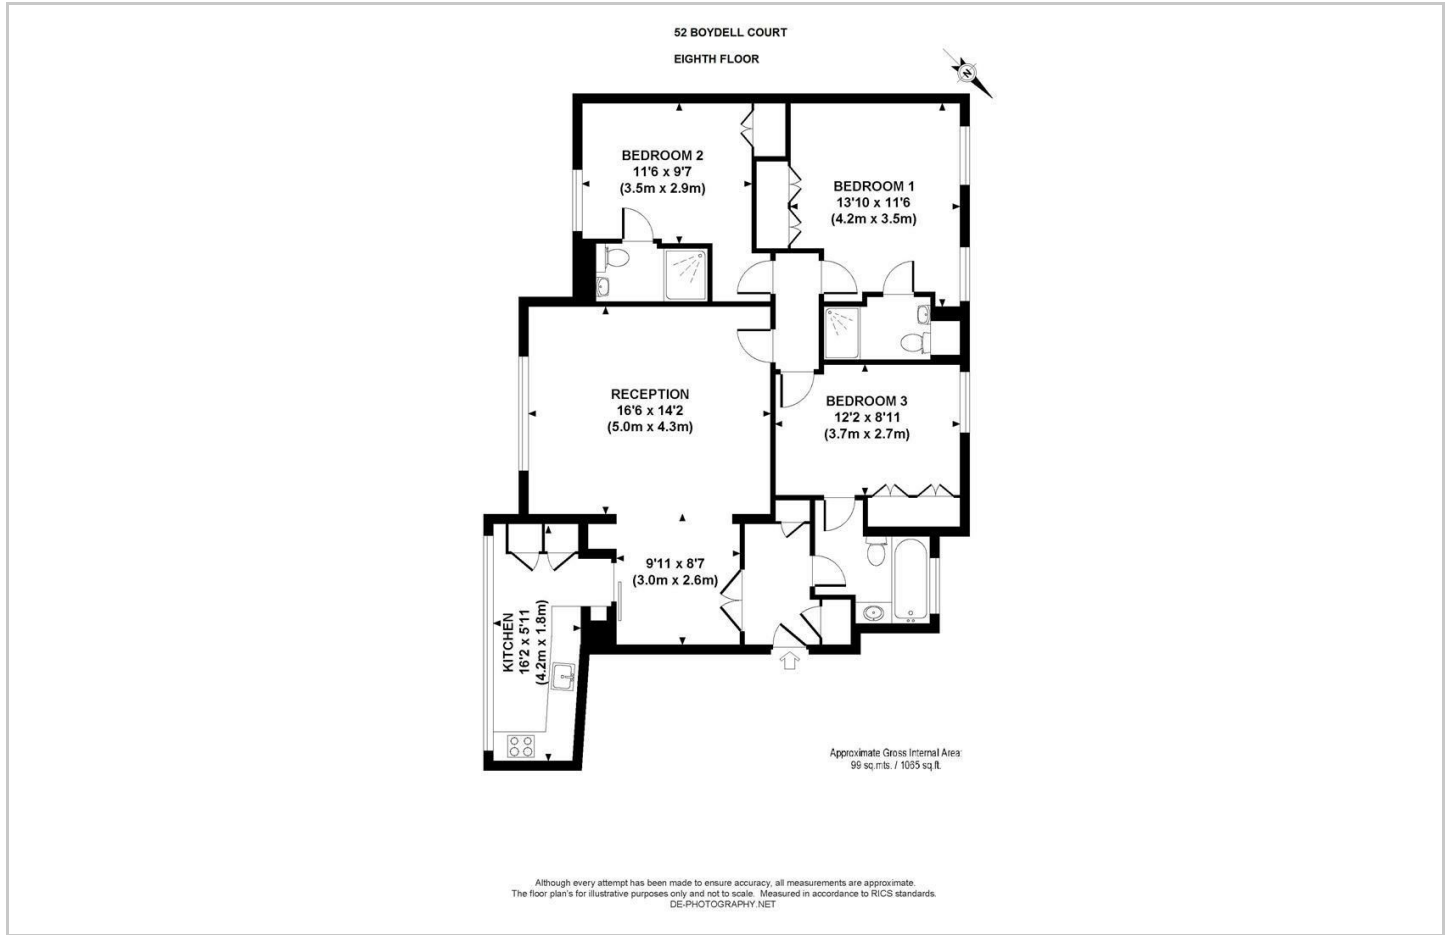 52 BOYDELL COURT
EIGHTH FLOOR
N
BEDROOM 2
11'6 x 9'7
(3.5m x 2.9m)
BEDROOM 1
13'10 x 11'6
(4.2m x 3.5m)
RECEPTION
16'6 x 14'2
(5.0m x 4.3m)
BEDROOM 3
12'2 x 8'11
(3.7m x 2.7m)
9'11 x 8'7
(3.0m x 2.6m)
KITCHEN
16'2 x 5'11
(4.2m x 1.8m)
Approximate Gross Internal Area:
99 sq.mts. / 1065 sq.ft.
Although every attempt has been made to ensure accuracy, all measurements are approximate.
The floor plan's for illustrative purposes only and not to scale. Measured in accordance to RICS standards.
DE-PHOTOGRAPHY.NET